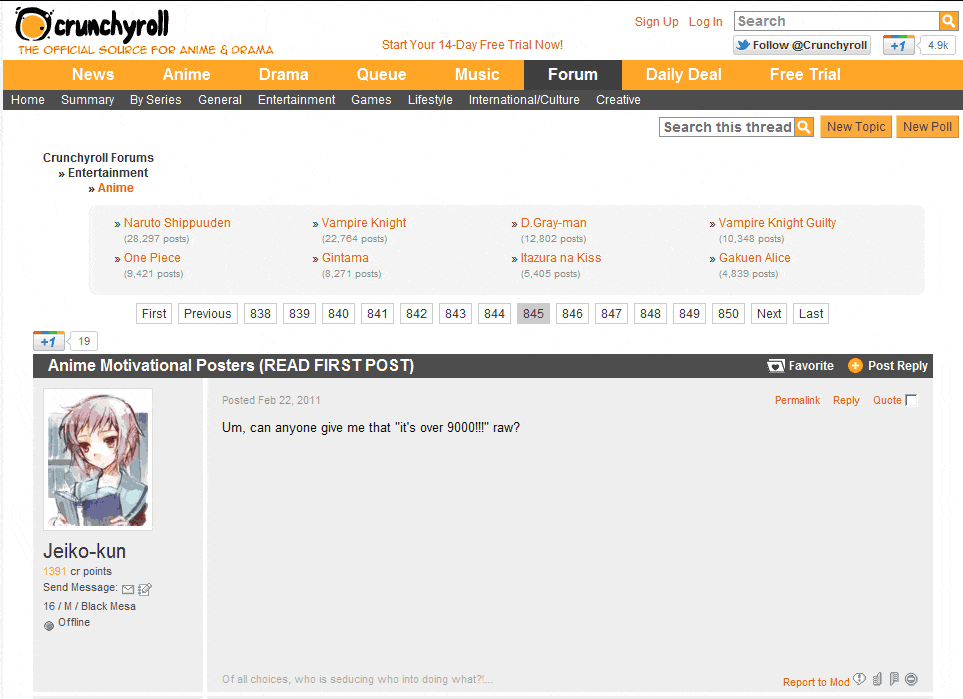 crunchyroll
THE OFFICIAL SOURCE FOR ANIME & DRAMA
Start Your 14-Day Free Trial Now!
Sign Up Log In Search
Follow @Crunchyroll +1 4.9k
News Anime Drama Queue Music Forum Daily Deal Free Trial
Home Summary By Series General Entertainment Games Lifestyle International/Culture Creative
Search this thread New Topic New Poll
Crunchyroll Forums
» Entertainment
» Anime
» Naruto Shippuuden » Vampire Knight » D.Gray-man » Vampire Knight Guilty
(28,297 posts) (22,764 posts) (12,802 posts) (10,348 posts)
» One Piece » Gintama » Itazura na Kiss » Gakuen Alice
(9,421 posts) (8,271 posts) (5,405 posts) (4,839 posts)
First Previous 838 839 840 841 842 843 844 845 846 847 848 849 850 Next Last
+1 19
Anime Motivational Posters (READ FIRST POST) Favorite Post Reply
Posted Feb 22, 2011 Permalink Reply Quote
Um, can anyone give me that "it's over 9000!!!" raw?
Jeiko-kun
1391 cr points
Send Message:
16 / M / Black Mesa
Offline
Of all choices, who is seducing who into doing what?!...
Report to Mod